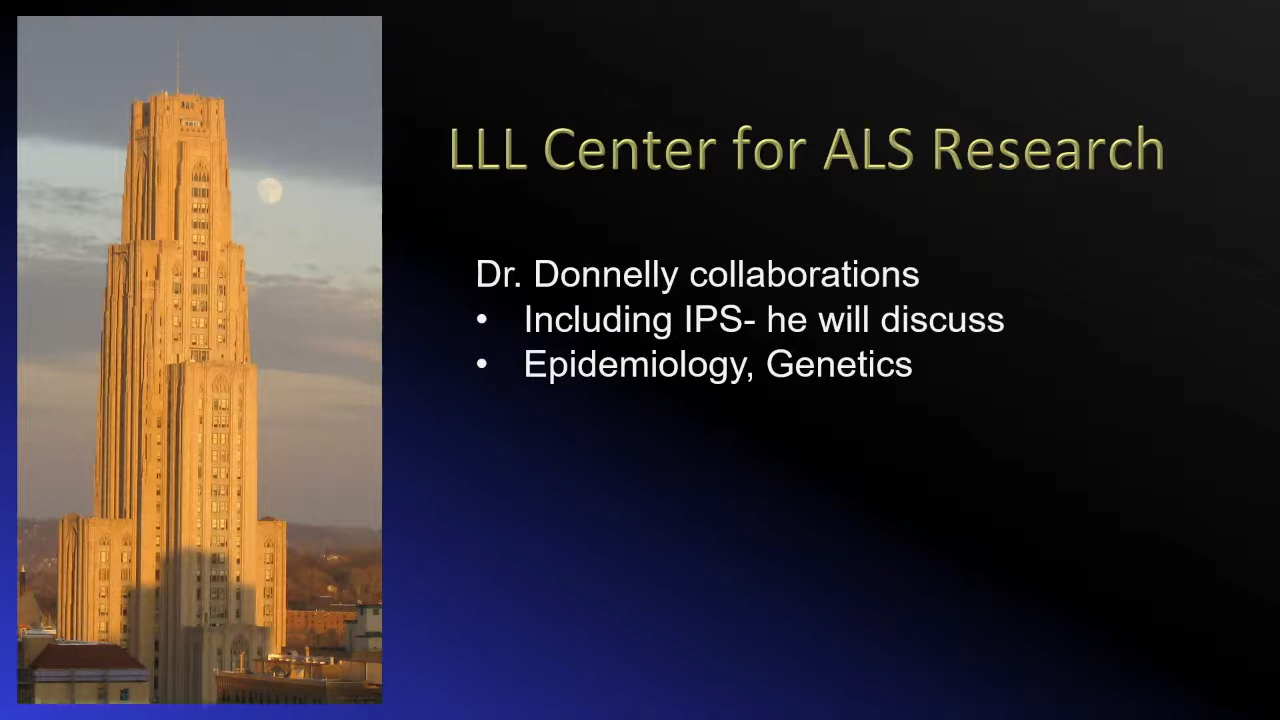 LLL Center for ALS Research
Dr. Donnelly collaborations
• Including IPS- he will discuss
• Epidemiology, Genetics